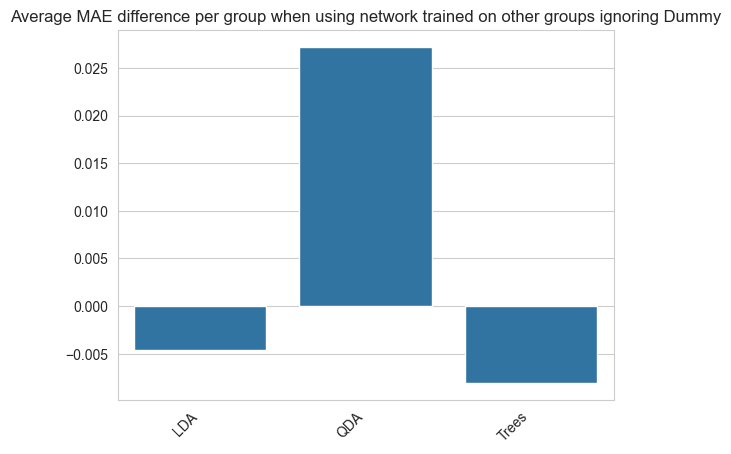 Average MAE difference per group when using network trained on other groups ignoring Dummy
0.025
0.020
0.015
0.010
0.005
0.000
−0.005
LDA
QDA
Trees